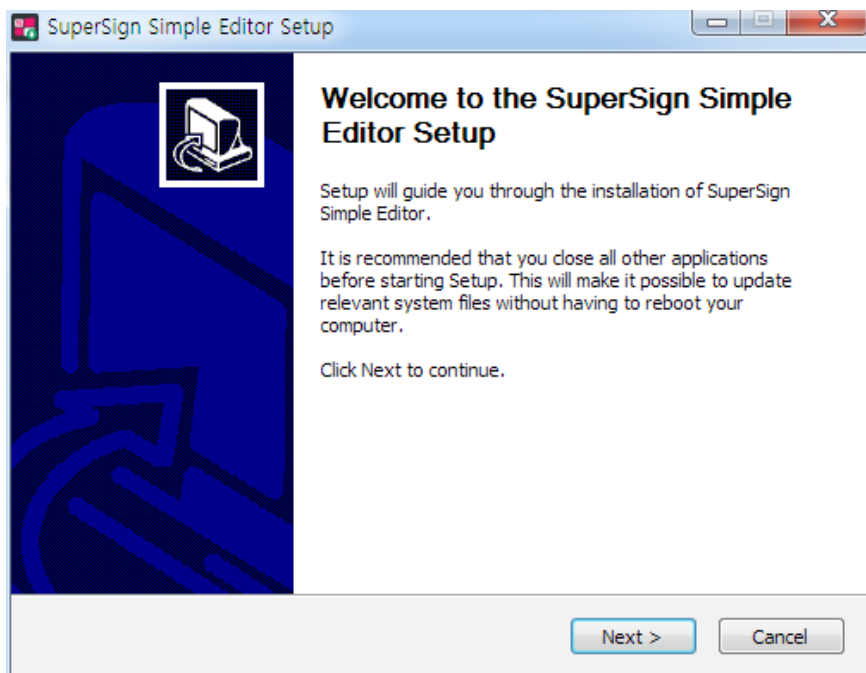 SuperSign Simple Editor Setup
Welcome to the SuperSign Simple
Editor Setup
Setup will guide you through the installation of SuperSign
Simple Editor.
It is recommended that you close all other applications
before starting Setup. This will make it possible to update
relevant system files without having to reboot your
computer.
Click Next to continue.
Next >
Cancel